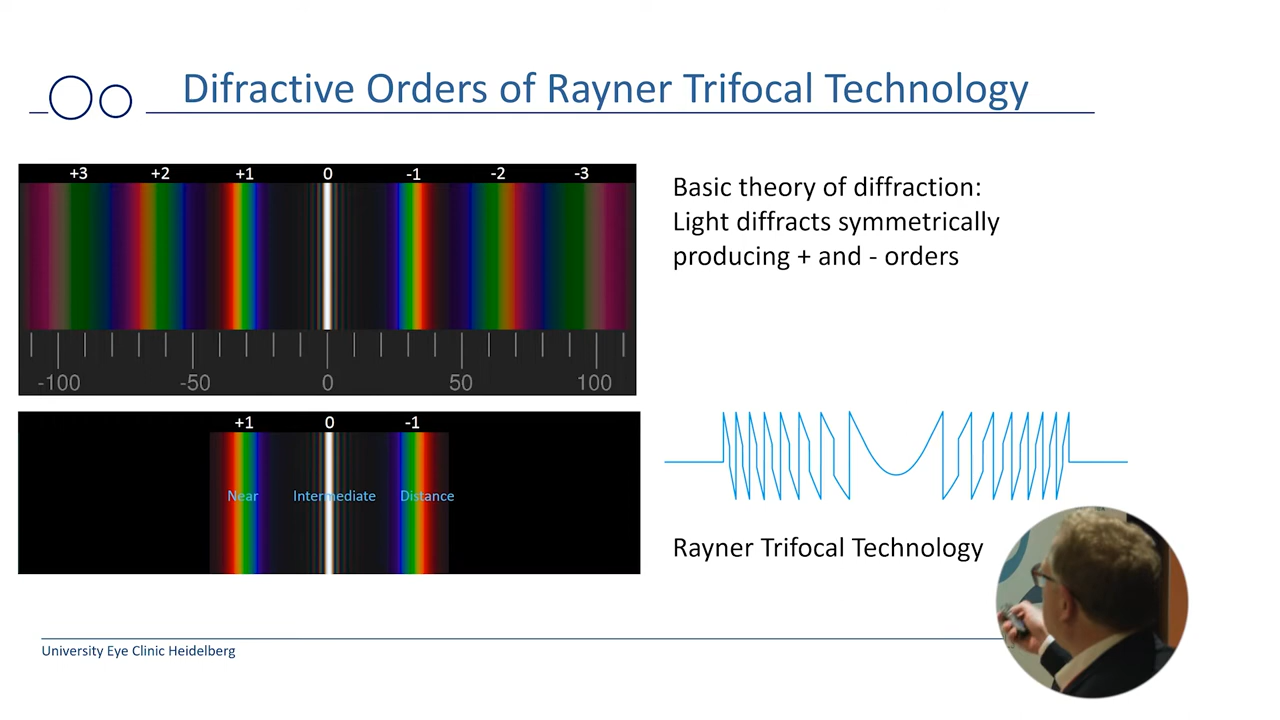 Difractive Orders of Rayner Trifocal Technology
+3 +2 +1 0 -1 -2 -3
-100 -50 0 50 100
Basic theory of diffraction:
Light diffracts symmetrically
producing + and - orders
+1 0 -1
Near Intermediate Distance
Rayner Trifocal Technology
University Eye Clinic Heidelberg